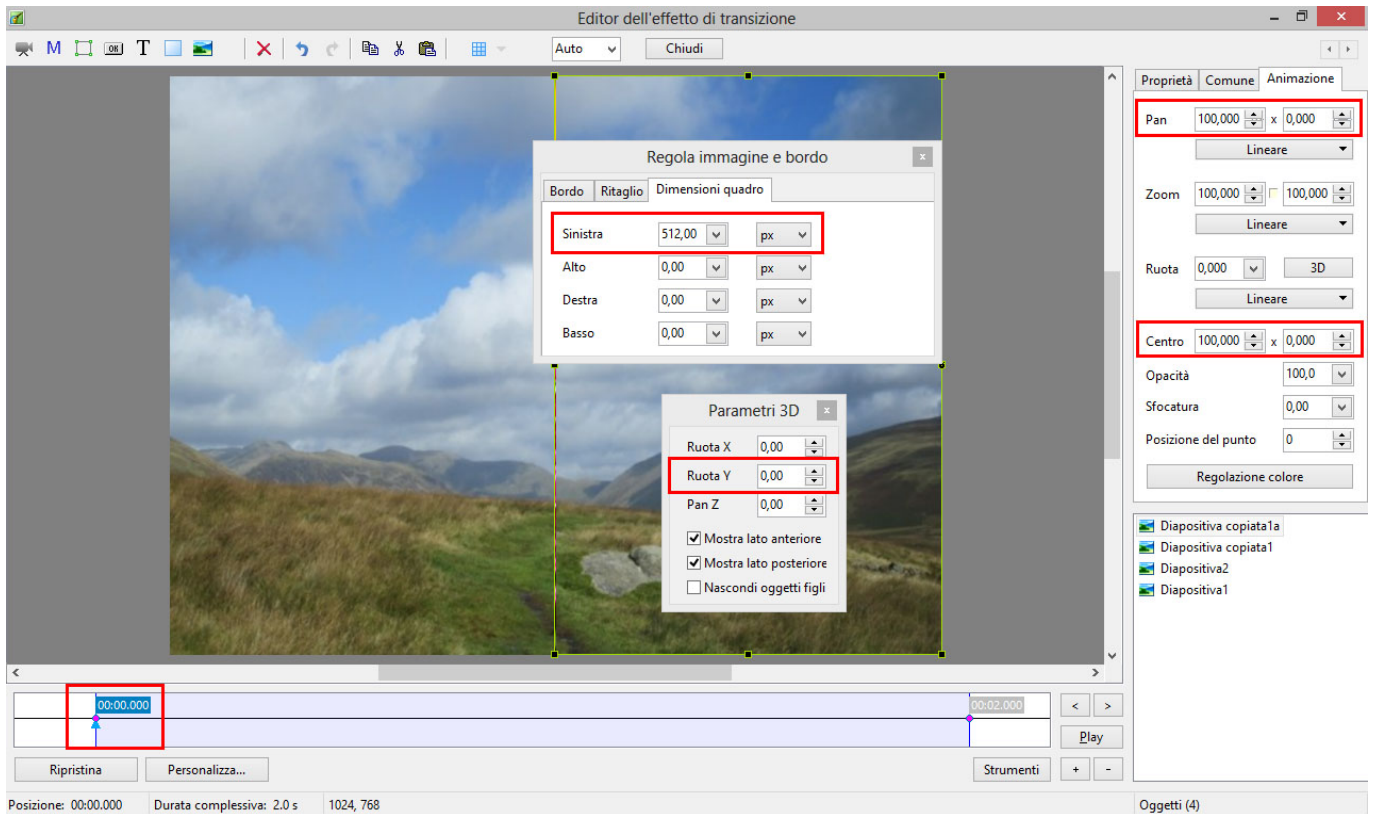 Editor dell'effetto di transizione
M OK T Auto Chiudi
Proprietà Comune Animazione
Pan 100,000 x 0,000
Lineare
Zoom 100,000 100,000
Lineare
Ruota 0,000 3D
Lineare
Centro 100,000 x 0,000
Opacità 100,0
Sfocatura 0,00
Posizione del punto 0
Regolazione colore
Regola immagine e bordo x
Bordo Ritaglio Dimensioni quadro
Sinistra 512,00 px
Alto 0,00 px
Destra 0,00 px
Basso 0,00 px
Parametri 3D x
Ruota X 0,00
Ruota Y 0,00
Pan Z 0,00
Mostra lato anteriore
Mostra lato posteriore
Nascondi oggetti figli
Diapositiva copiata1a
Diapositiva copiata1
Diapositiva2
Diapositiva1
00:00.000 00:02.000 < >
Play
Ripristina Personalizza... Strumenti + -
Posizione: 00:00.000 Durata complessiva: 2.0 s 1024, 768 Oggetti (4)